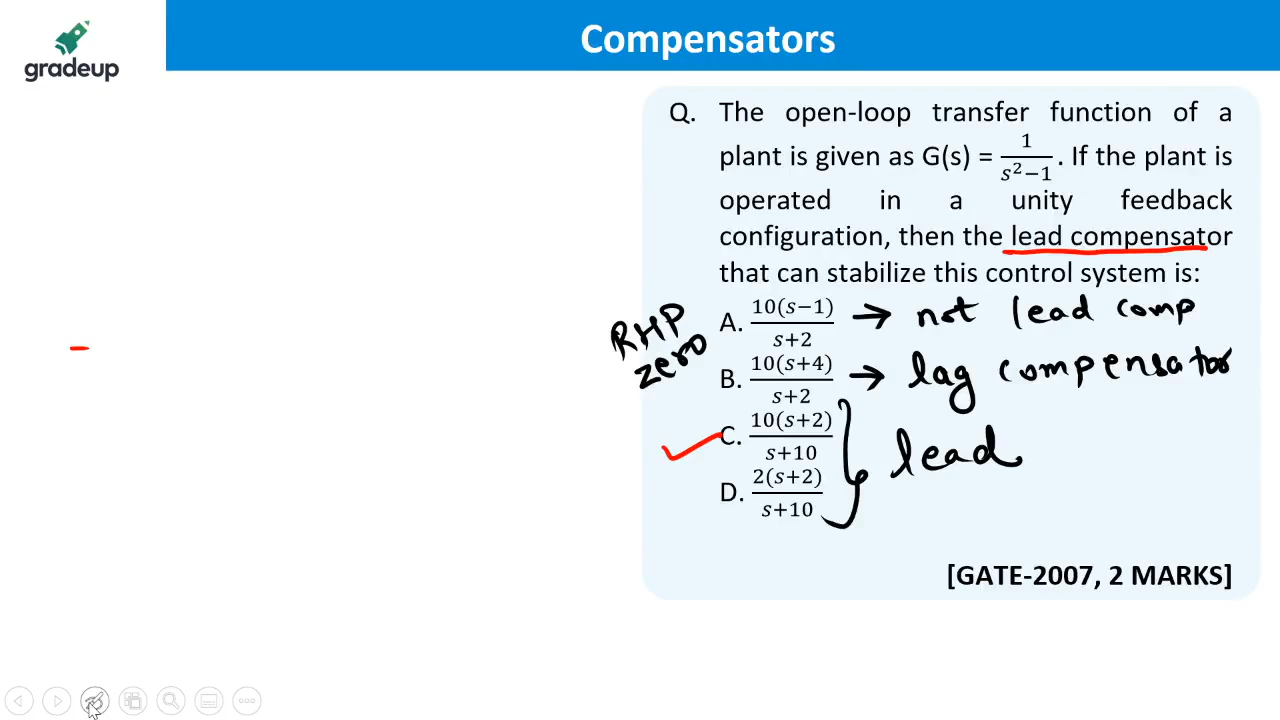 Compensators
gradeup
Q. The open-loop transfer function of a
plant is given as G(s) = 1/(s²−1). If the plant is
operated in a unity feedback
configuration, then the lead compensator
that can stabilize this control system is:
A. 10(s−1)/(s+2) → not lead comp
RHP
zero
B. 10(s+4)/(s+2) → lag compensator
C. 10(s+2)/(s+10)
lead
D. 2(s+2)/(s+10)
[GATE-2007, 2 MARKS]